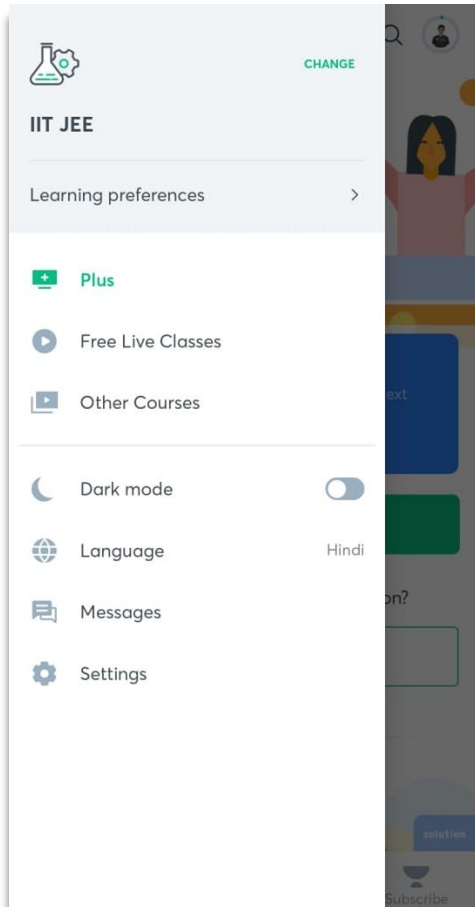 CHANGE
IIT JEE
Learning preferences
Plus
Free Live Classes
Other Courses
Dark mode
Language Hindi
Messages
Settings
ext
on?
solution
Subscribe